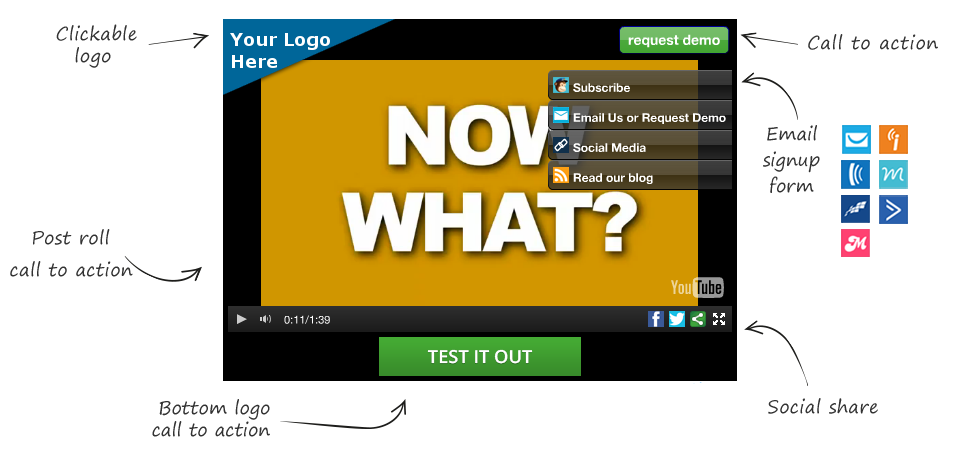 Clickable
logo
Your Logo
Here
request demo
Call to action
Subscribe
Email Us or Request Demo
Social Media
Read our blog
Email
signup
form
NOW
WHAT?
Post roll
call to action
YouTube
0:11/1:39
TEST IT OUT
Bottom logo
call to action
Social share